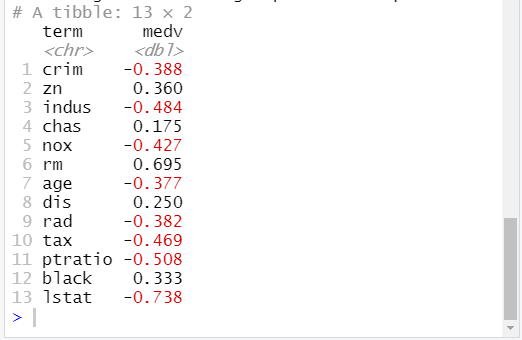 # A tibble: 13 × 2
term medv
<chr> <dbl>
1 crim -0.388
2 zn 0.360
3 indus -0.484
4 chas 0.175
5 nox -0.427
6 rm 0.695
7 age -0.377
8 dis 0.250
9 rad -0.382
10 tax -0.469
11 ptratio -0.508
12 black 0.333
13 lstat -0.738
>